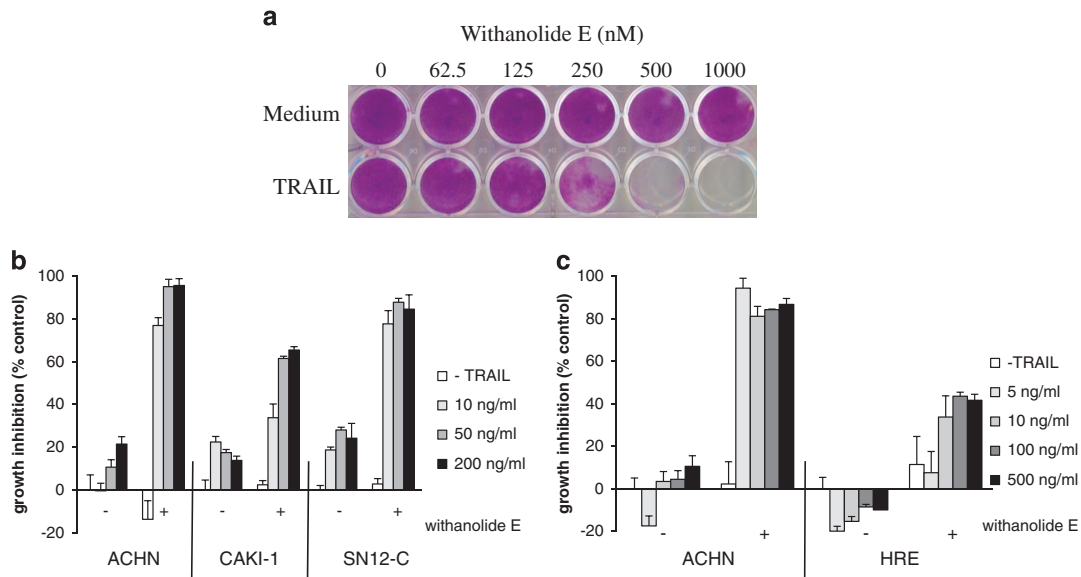 a
Withanolide E (nM)
0 62.5 125 250 500 1000
Medium
TRAIL
b
growth inhibition (% control)
100
80
60
40
20
0
-20
- + - + - +
withanolide E
ACHN CAKI-1 SN12-C
- TRAIL
10 ng/ml
50 ng/ml
200 ng/ml
c
growth inhibition (% control)
100
80
60
40
20
0
-20
- + - +
withanolide E
ACHN HRE
-TRAIL
5 ng/ml
10 ng/ml
100 ng/ml
500 ng/ml